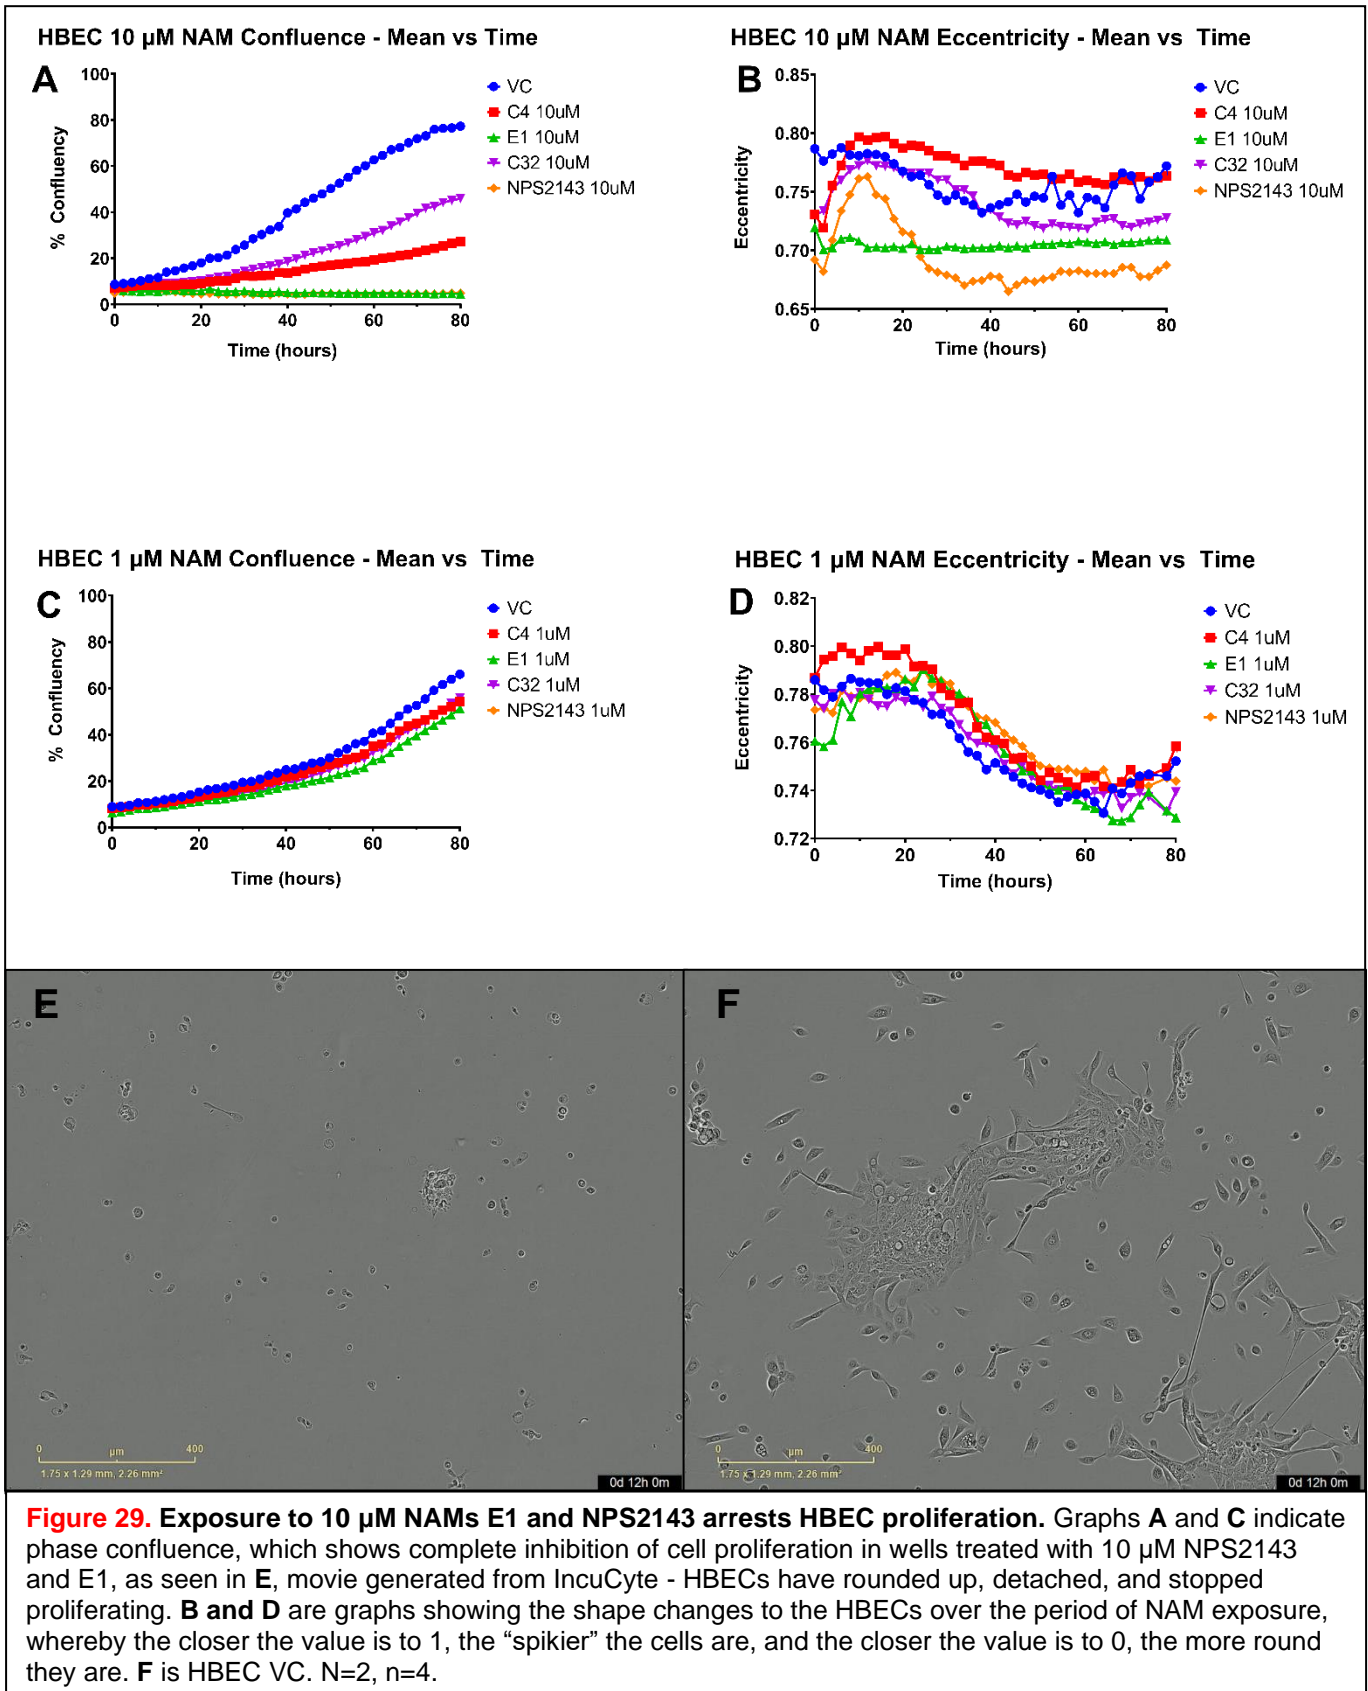 HBEC 10 µM NAM Confluence - Mean vs Time
A
100
80
60
40
20
0
% Confluency
0 20 40 60 80
Time (hours)
VC
C4 10uM
E1 10uM
C32 10uM
NPS2143 10uM
HBEC 10 µM NAM Eccentricity - Mean vs Time
B
0.85
0.80
0.75
0.70
0.65
Eccentricity
0 20 40 60 80
Time (hours)
VC
C4 10uM
E1 10uM
C32 10uM
NPS2143 10uM
HBEC 1 µM NAM Confluence - Mean vs Time
C
100
80
60
40
20
0
% Confluency
0 20 40 60 80
Time (hours)
VC
C4 1uM
E1 1uM
C32 1uM
NPS2143 1uM
HBEC 1 µM NAM Eccentricity - Mean vs Time
D
0.82
0.80
0.78
0.76
0.74
0.72
Eccentricity
0 20 40 60 80
Time (hours)
VC
C4 1uM
E1 1uM
C32 1uM
NPS2143 1uM
E
0 µm 400
1.75 x 1.29 mm, 2.26 mm²
0d 12h 0m
F
0 µm 400
1.75 x 1.29 mm, 2.26 mm²
0d 12h 0m
Figure 29. Exposure to 10 µM NAMs E1 and NPS2143 arrests HBEC proliferation. Graphs A and C indicate
phase confluence, which shows complete inhibition of cell proliferation in wells treated with 10 µM NPS2143
and E1, as seen in E, movie generated from IncuCyte - HBECs have rounded up, detached, and stopped
proliferating. B and D are graphs showing the shape changes to the HBECs over the period of NAM exposure,
whereby the closer the value is to 1, the “spikier” the cells are, and the closer the value is to 0, the more round
they are. F is HBEC VC. N=2, n=4.